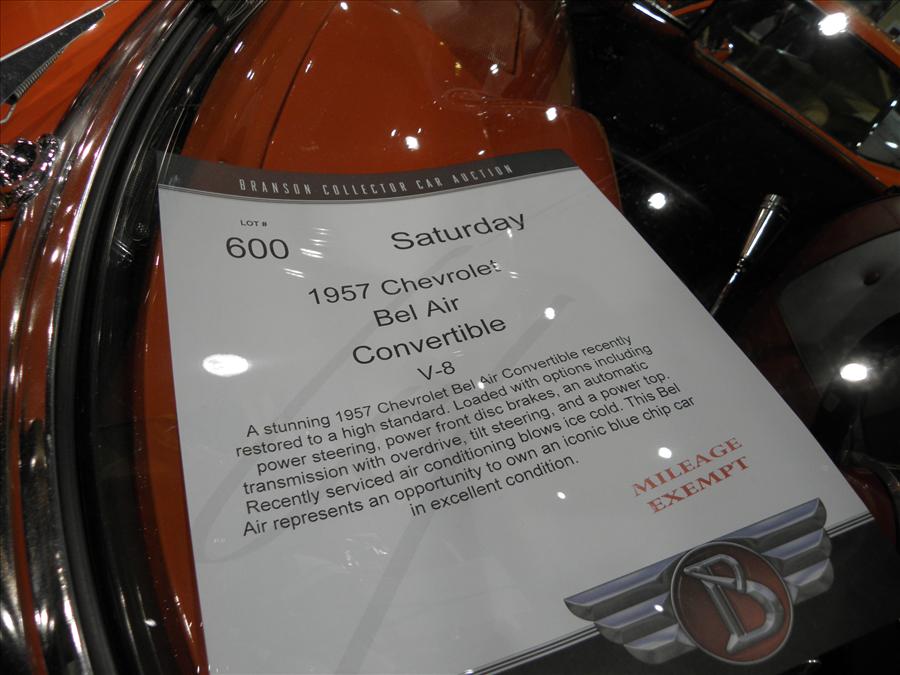 BRANSON COLLECTOR CAR AUCTION
LOT #
600 Saturday
1957 Chevrolet
Bel Air
Convertible
V-8
A stunning 1957 Chevrolet Bel Air Convertible recently
restored to a high standard. Loaded with options including
power steering, power front disc brakes, an automatic
transmission with overdrive, tilt steering, and a power top.
Recently serviced air conditioning blows ice cold. This Bel
Air represents an opportunity to own an iconic blue chip car
in excellent condition.
MILEAGE
EXEMPT
B